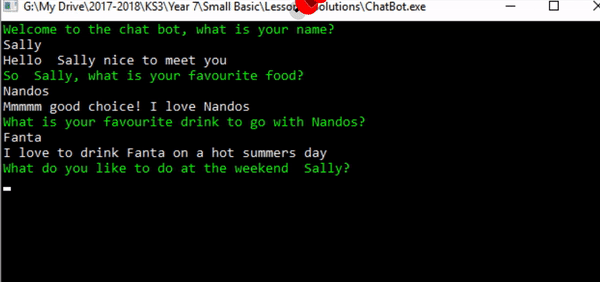 G:\My Drive\2017-2018\KS3\Year 7\Small Basic\Lesson olutions\ChatBot.exe
Welcome to the chat bot, what is your name?
Sally
Hello  Sally nice to meet you
So  Sally, what is your favourite food?
Nandos
Mmmmm good choice! I love Nandos
What is your favourite drink to go with Nandos?
Fanta
I love to drink Fanta on a hot summers day
What do you like to do at the weekend  Sally?